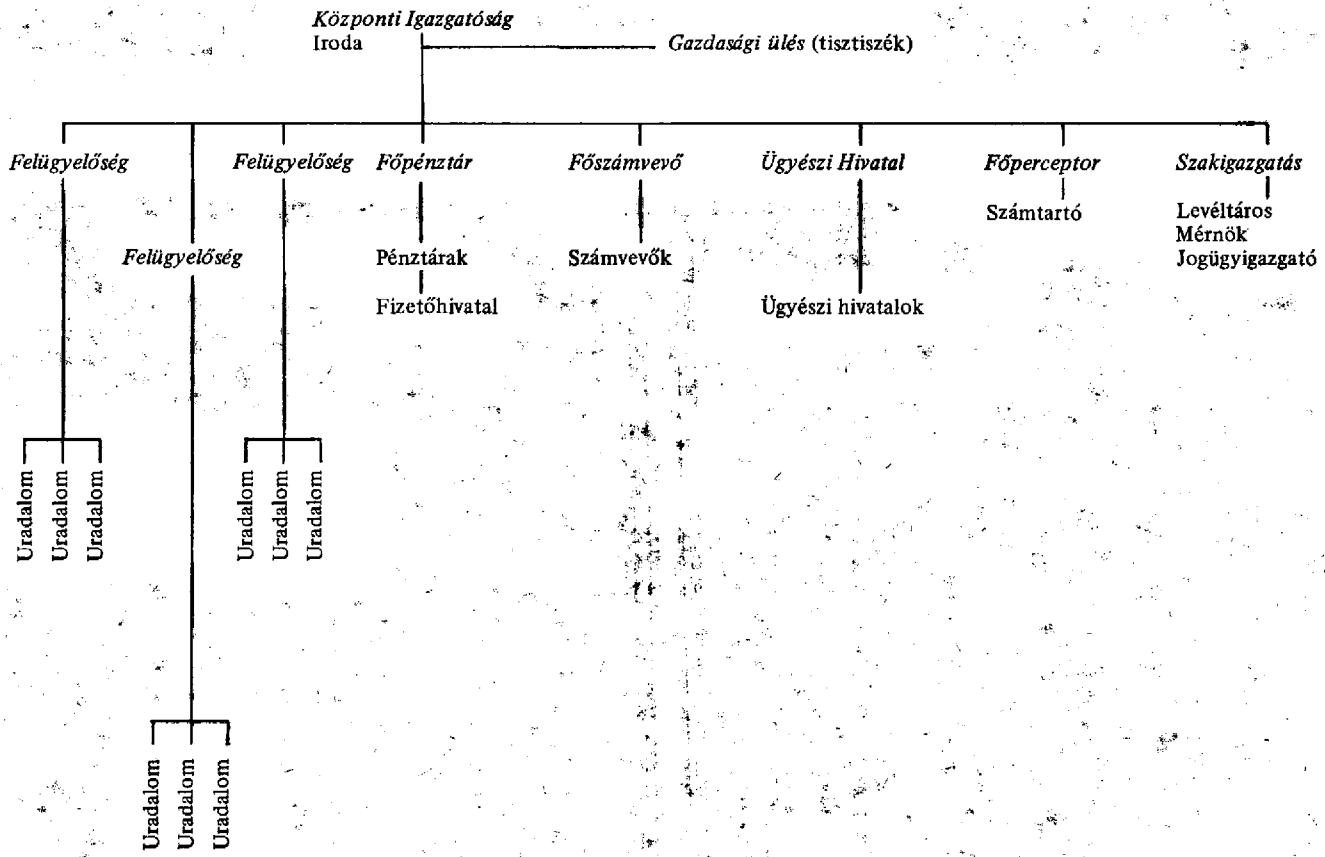 Központi Igazgatóság
Iroda
Gazdasági ülés (tisztiszék)
Felügyelőség
Felügyelőség
Főpénztár
Főszámvevő
Ügyészi Hivatal
Főperceptor
Szakigazgatás
Felügyelőség
Pénztárak
Fizetőhivatal
Számvevők
Ügyészi hivatalok
Számtartó
Levéltáros
Mérnök
Jogügyigazgató
Uradalom
Uradalom
Uradalom
Uradalom
Uradalom
Uradalom
Uradalom
Uradalom
Uradalom